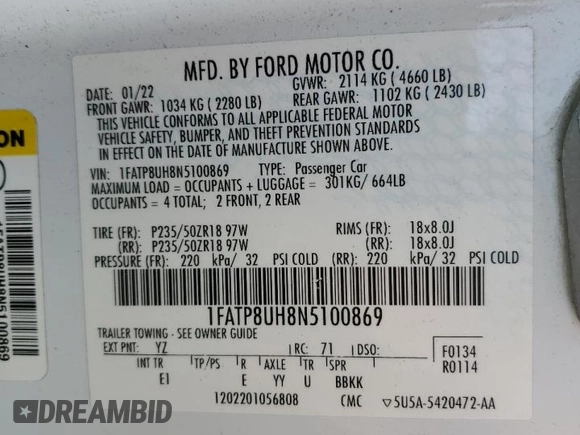 MFD. BY FORD MOTOR CO.
DATE: 01/22 GVWR: 2114 KG ( 4660 LB)
FRONT GAWR: 1034 KG ( 2280 LB) REAR GAWR: 1102 KG ( 2430 LB)
THIS VEHICLE CONFORMS TO ALL APPLICABLE FEDERAL MOTOR
VEHICLE SAFETY, BUMPER, AND THEFT PREVENTION STANDARDS
IN EFFECT ON THE DATE OF MANUFACTURE SHOWN ABOVE.
VIN: 1FATP8UH8N5100869 TYPE: Passenger Car
MAXIMUM LOAD = OCCUPANTS + LUGGAGE = 301KG/ 664LB
OCCUPANTS = 4 TOTAL; 2 FRONT, 2 REAR
TIRE (FR): P235/50ZR18 97W RIMS (FR): 18x8.0J
(RR): P235/50ZR18 97W (RR): 18x8.0J
PRESSURE (FR): 220 kPa/ 32 PSI COLD (RR): 220 kPa/ 32 PSI COLD
1FATP8UH8N5100869
TRAILER TOWING - SEE OWNER GUIDE
EXT PNT: YZ RC: 71 DSO: F0134
R0114
INT TR TP/PS R AXLE TR SPR
EI E YY U BBKK
1202201056808 CMC ▽5U5A-5420472-AA
ION
1FATP8UH8N5100869
EPICBIDS.COM